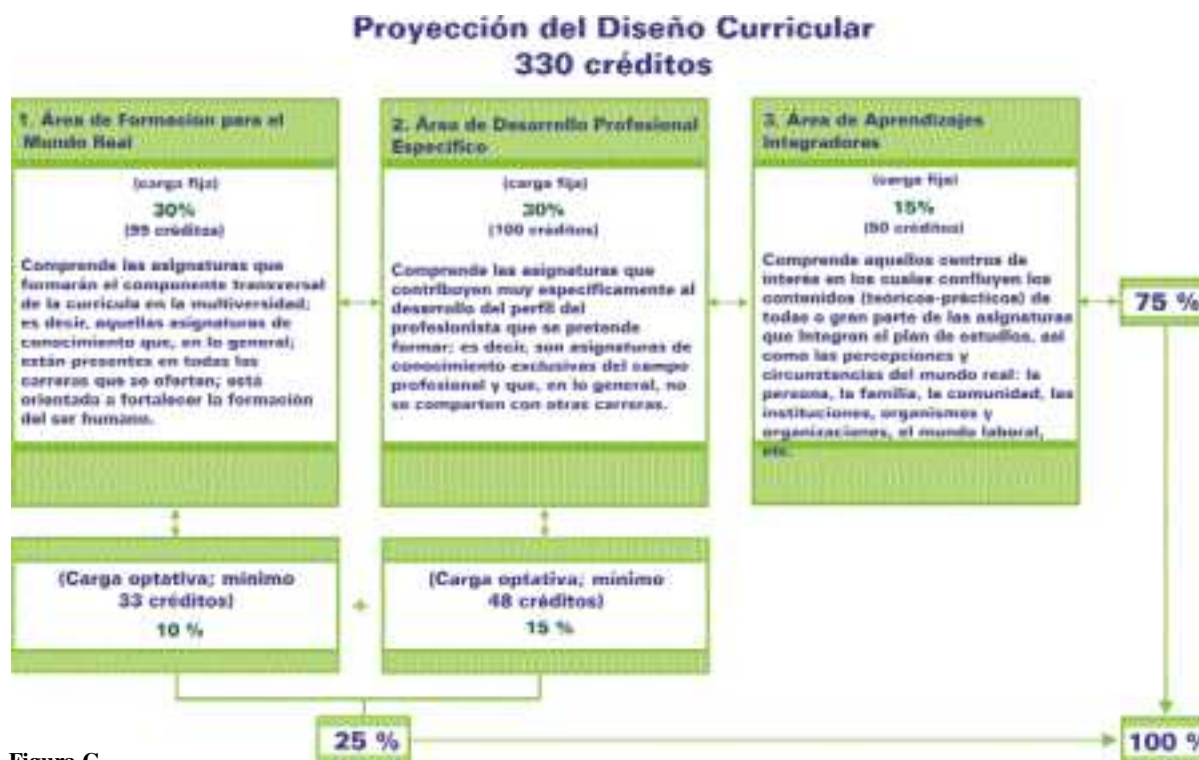 Proyección del Diseño Curricular
330 créditos
1. Área de Formación para el
Mundo Real
(carga fija)
30%
(99 créditos)
Comprende las asignaturas que
formarán el componente transversal
de la curricula en la multiversidad;
es decir, aquellas asignaturas de
conocimiento que, en lo general;
están presentes en todas las
carreras que se ofertan; está
orientada a fortalecer la formación
del ser humano.
2. Área de Desarrollo Profesional
Específico
(carga fija)
30%
(100 créditos)
Comprende las asignaturas que
contribuyen muy específicamente al
desarrollo del perfil del
profesionista que se pretende
formar; es decir, son asignaturas de
conocimiento exclusivas del campo
profesional y que, en lo general, no
se comparten con otras carreras.
3. Área de Aprendizajes
Integradores
(carga fija)
15%
(50 créditos)
Comprende aquellos centros de
interés en los cuales confluyen los
contenidos (teóricos-prácticos) de
todas o gran parte de las asignaturas
que integran el plan de estudios, así
como las percepciones y
circunstancias del mundo real: la
persona, la familia, la comunidad, las
instituciones, organismos y
organizaciones, el mundo laboral,
etc.
75 %
(Carga optativa; mínimo
33 créditos)
10 %
+
(Carga optativa; mínimo
48 créditos)
15 %
25 %
100 %
Figura C